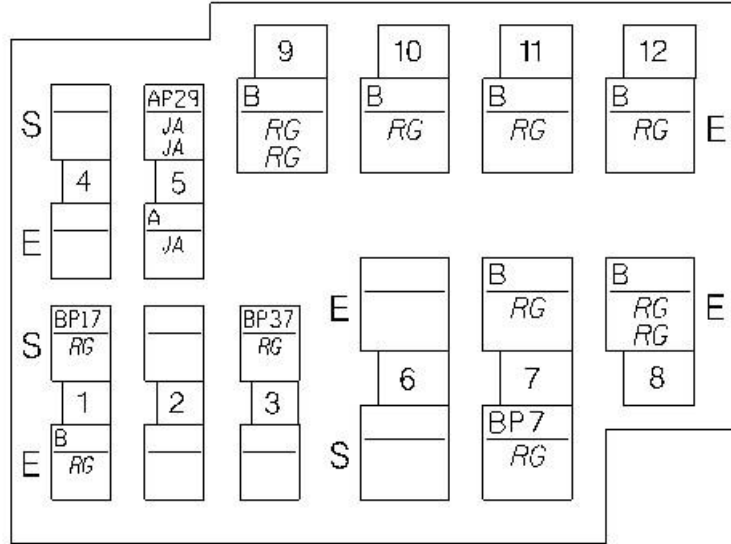 9 10 11 12
AP29 B B B B
S JA RG RG RG RG E
JA RG
4 5
A
E JA
B B
E RG RG E
RG
BP17 BP37
S RG RG
1 2 3 6 7 8
B BP7
E RG S RG